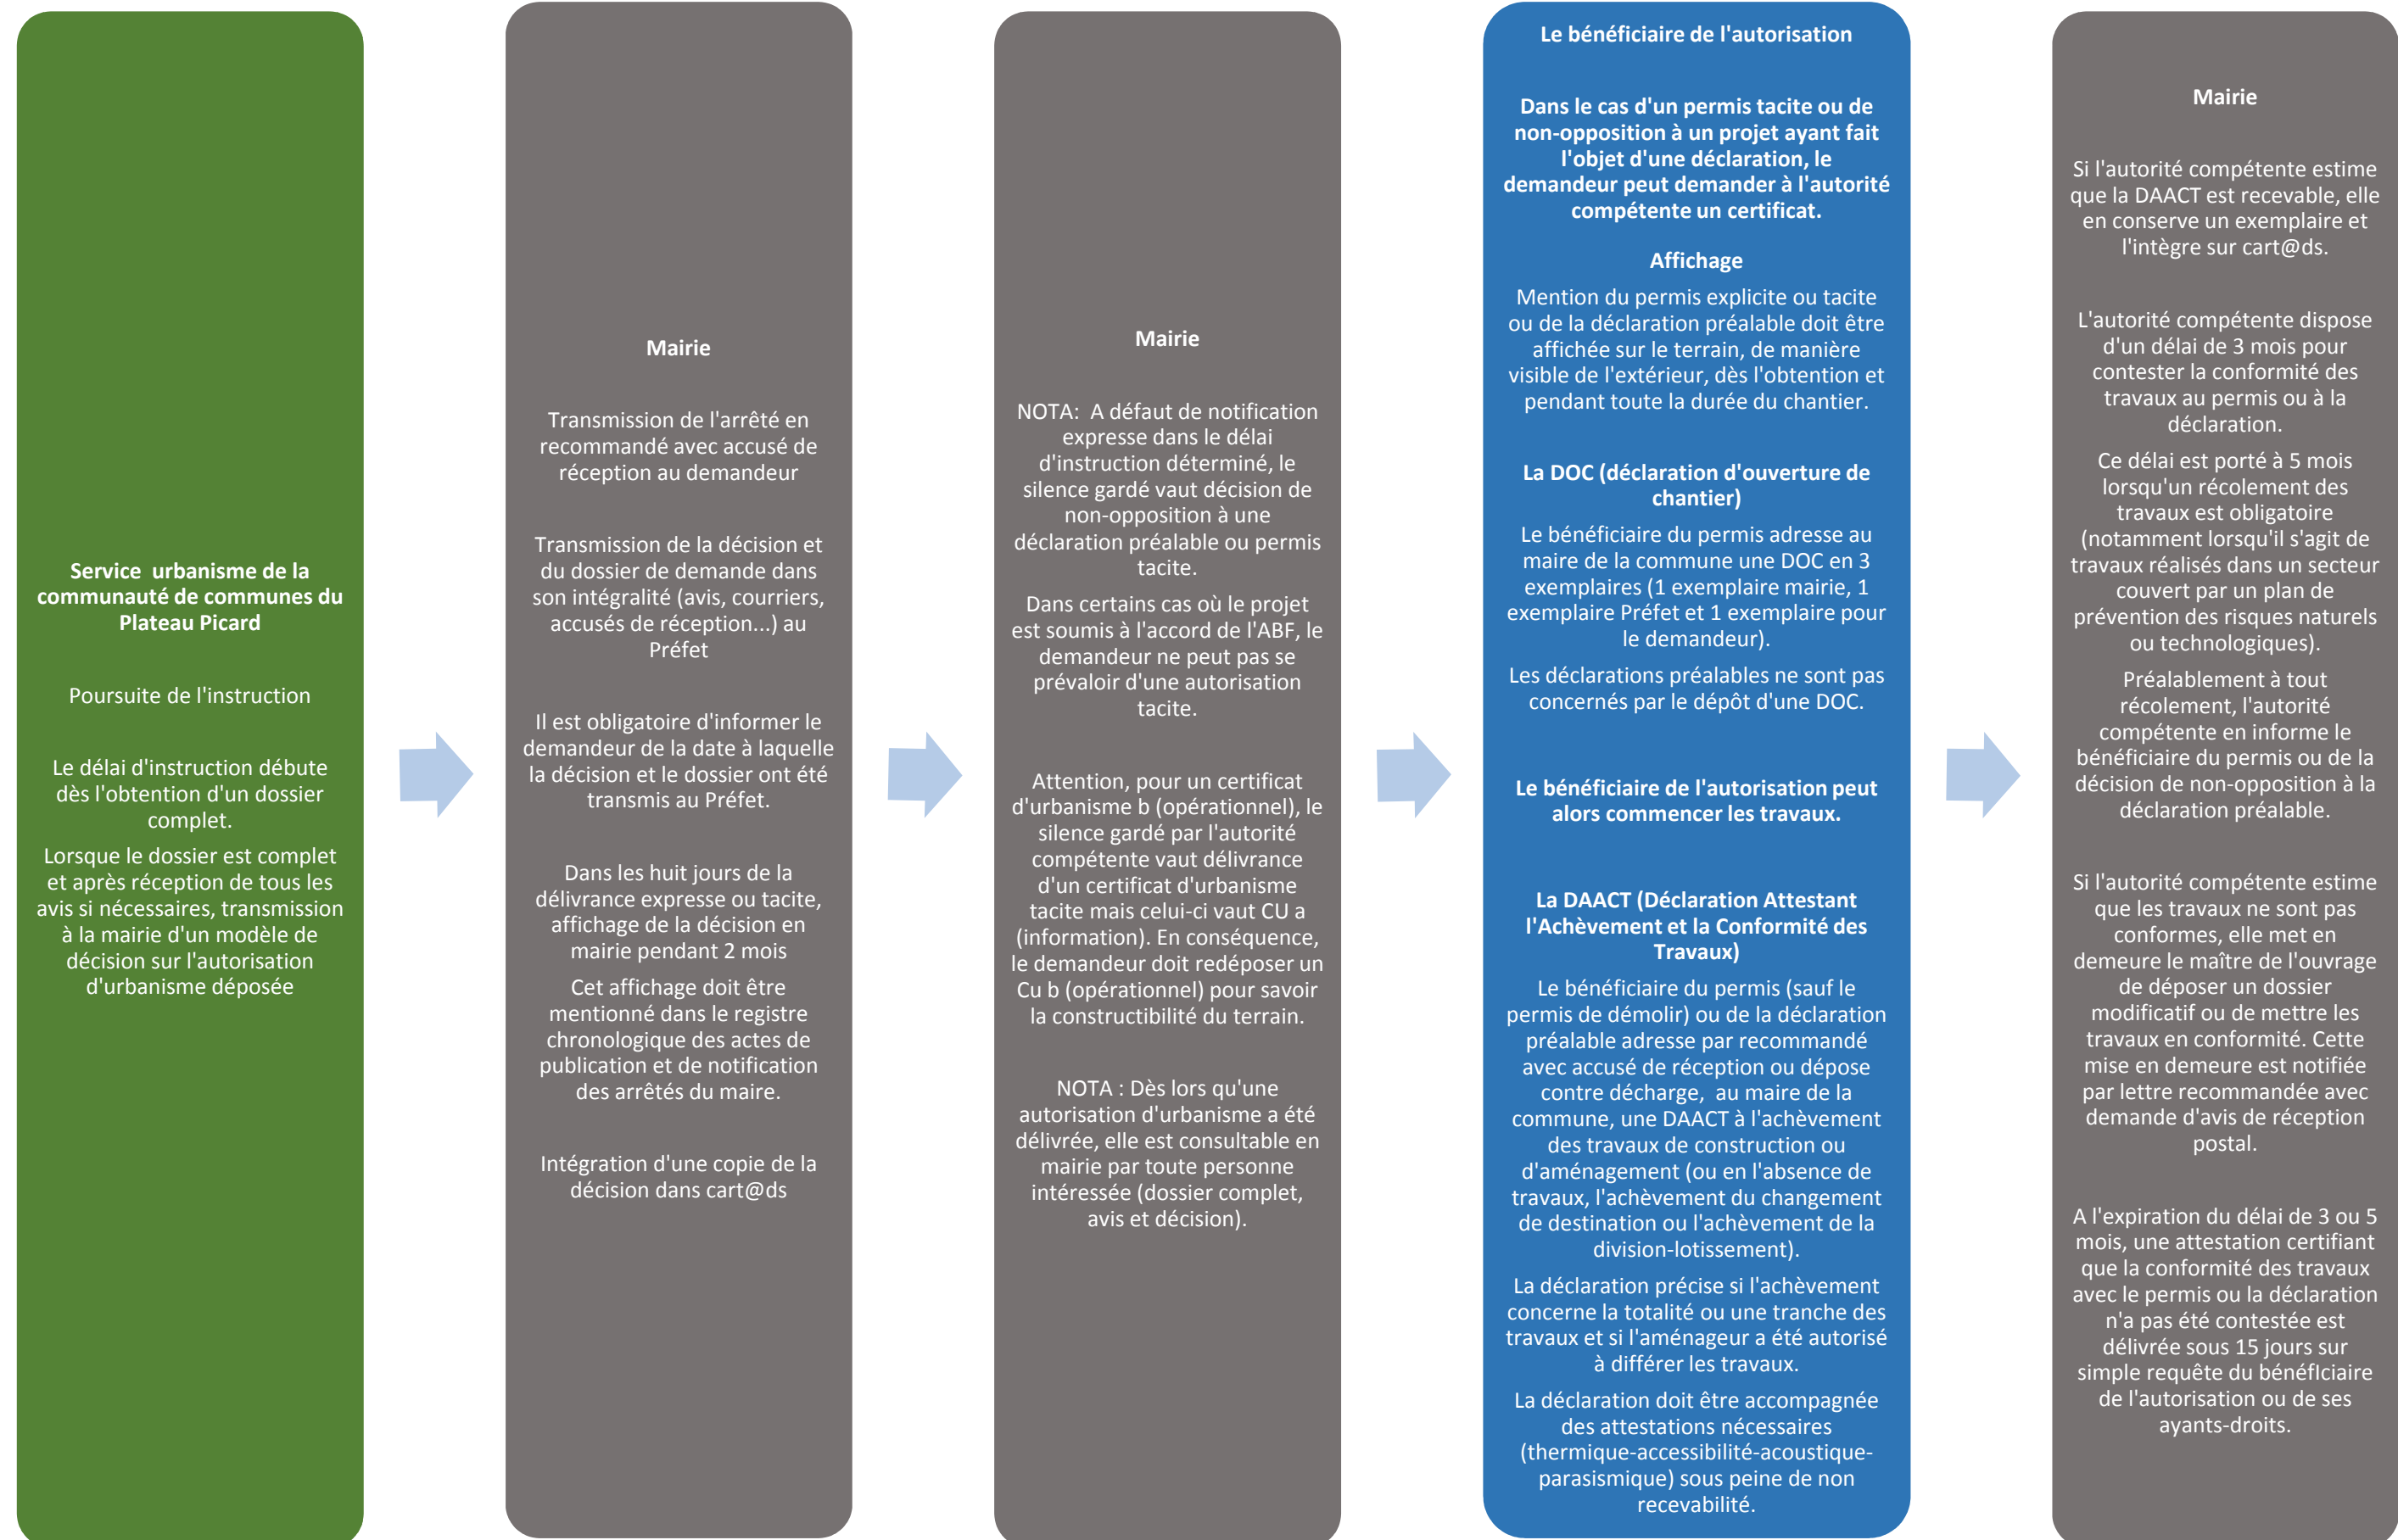 Service urbanisme de la
communauté de communes du
Plateau Picard
Poursuite de l'instruction
Le délai d'instruction débute
dès l'obtention d'un dossier
complet.
Lorsque le dossier est complet
et après réception de tous les
avis si nécessaires, transmission
à la mairie d'un modèle de
décision sur l'autorisation
d'urbanisme déposée
Mairie
Transmission de l'arrêté en
recommandé avec accusé de
réception au demandeur
Transmission de la décision et
du dossier de demande dans
son intégralité (avis, courriers,
accusés de réception...) au
Préfet
Il est obligatoire d'informer le
demandeur de la date à laquelle
la décision et le dossier ont été
transmis au Préfet.
Dans les huit jours de la
délivrance expresse ou tacite,
affichage de la décision en
mairie pendant 2 mois
Cet affichage doit être
mentionné dans le registre
chronologique des actes de
publication et de notification
des arrêtés du maire.
Intégration d'une copie de la
décision dans cart@ds
Mairie
NOTA: A défaut de notification
expresse dans le délai
d'instruction déterminé, le
silence gardé vaut décision de
non-opposition à une
déclaration préalable ou permis
tacite.
Dans certains cas où le projet
est soumis à l'accord de l'ABF, le
demandeur ne peut pas se
prévaloir d'une autorisation
tacite.
Attention, pour un certificat
d'urbanisme b (opérationnel), le
silence gardé par l'autorité
compétente vaut délivrance
d'un certificat d'urbanisme
tacite mais celui-ci vaut CU a
(information). En conséquence,
le demandeur doit redéposer un
Cu b (opérationnel) pour savoir
la constructibilité du terrain.
NOTA : Dès lors qu'une
autorisation d'urbanisme a été
délivrée, elle est consultable en
mairie par toute personne
intéressée (dossier complet,
avis et décision).
Le bénéficiaire de l'autorisation
Dans le cas d'un permis tacite ou de
non-opposition à un projet ayant fait
l'objet d'une déclaration, le
demandeur peut demander à l'autorité
compétente un certificat.
Affichage
Mention du permis explicite ou tacite
ou de la déclaration préalable doit être
affichée sur le terrain, de manière
visible de l'extérieur, dès l'obtention et
pendant toute la durée du chantier.
La DOC (déclaration d'ouverture de
chantier)
Le bénéficiaire du permis adresse au
maire de la commune une DOC en 3
exemplaires (1 exemplaire mairie, 1
exemplaire Préfet et 1 exemplaire pour
le demandeur).
Les déclarations préalables ne sont pas
concernés par le dépôt d'une DOC.
Le bénéficiaire de l'autorisation peut
alors commencer les travaux.
La DAACT (Déclaration Attestant
l'Achèvement et la Conformité des
Travaux)
Le bénéficiaire du permis (sauf le
permis de démolir) ou de la déclaration
préalable adresse par recommandé
avec accusé de réception ou dépose
contre décharge, au maire de la
commune, une DAACT à l'achèvement
des travaux de construction ou
d'aménagement (ou en l'absence de
travaux, l'achèvement du changement
de destination ou l'achèvement de la
division-lotissement).
La déclaration précise si l'achèvement
concerne la totalité ou une tranche des
travaux et si l'aménageur a été autorisé
à différer les travaux.
La déclaration doit être accompagnée
des attestations nécessaires
(thermique-accessibilité-acoustique-
parasismique) sous peine de non
recevabilité.
Mairie
Si l'autorité compétente estime
que la DAACT est recevable, elle
en conserve un exemplaire et
l'intègre sur cart@ds.
L'autorité compétente dispose
d'un délai de 3 mois pour
contester la conformité des
travaux au permis ou à la
déclaration.
Ce délai est porté à 5 mois
lorsqu'un récolement des
travaux est obligatoire
(notamment lorsqu'il s'agit de
travaux réalisés dans un secteur
couvert par un plan de
prévention des risques naturels
ou technologiques).
Préalablement à tout
récolement, l'autorité
compétente en informe le
bénéficiaire du permis ou de la
décision de non-opposition à la
déclaration préalable.
Si l'autorité compétente estime
que les travaux ne sont pas
conformes, elle met en
demeure le maître de l'ouvrage
de déposer un dossier
modificatif ou de mettre les
travaux en conformité. Cette
mise en demeure est notifiée
par lettre recommandée avec
demande d'avis de réception
postal.
A l'expiration du délai de 3 ou 5
mois, une attestation certifiant
que la conformité des travaux
avec le permis ou la déclaration
n'a pas été contestée est
délivrée sous 15 jours sur
simple requête du bénéfIciaire
de l'autorisation ou de ses
ayants-droits.